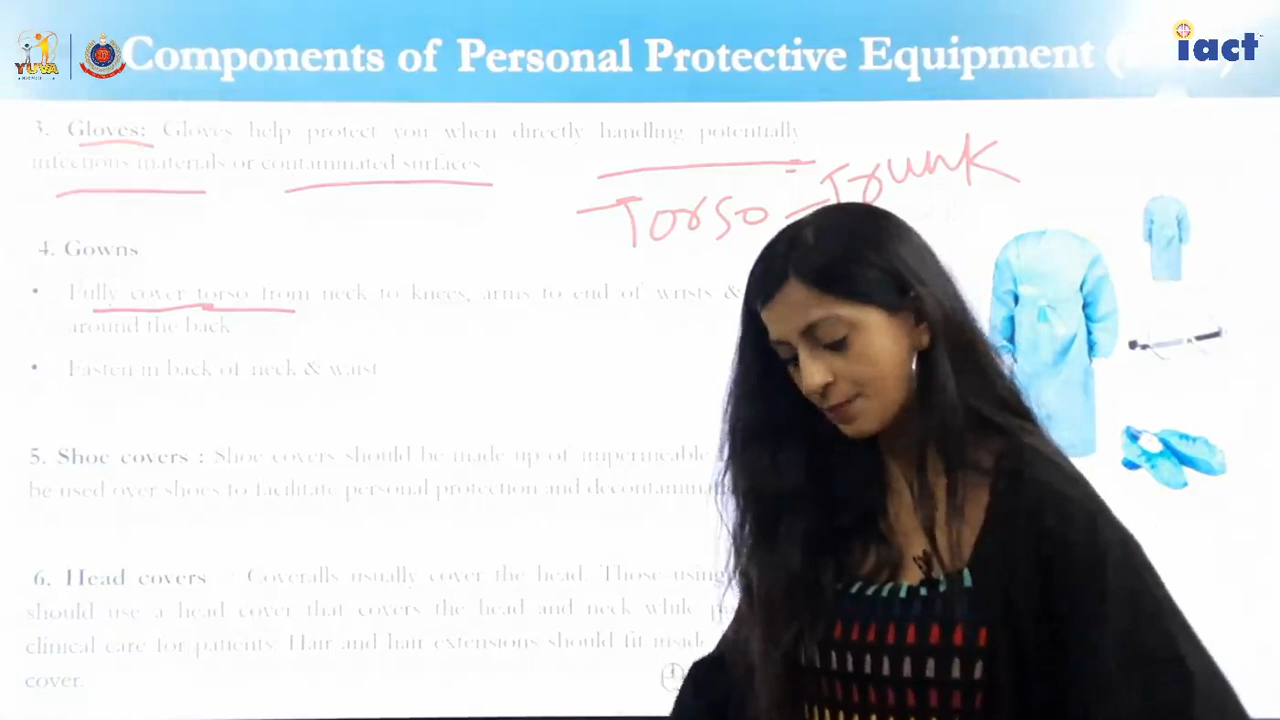 YUVA
iact
Components of Personal Protective Equipment (
3. Gloves: Gloves help protect you when directly handling potentially
infectious materials or contaminated surfaces
Torso = Trunk
4. Gowns
• Fully cover torso from neck to knees, arms to end of wrists &
around the back
• Fasten in back of neck & waist
5. Shoe covers : Shoe covers should be made up of impermeable
be used over shoes to facilitate personal protection and
6. Head covers : Coveralls usually cover the head. Those using
should use a head cover that covers the head and neck while
clinical care for patients. Hair and hair extensions should fit inside
cover.